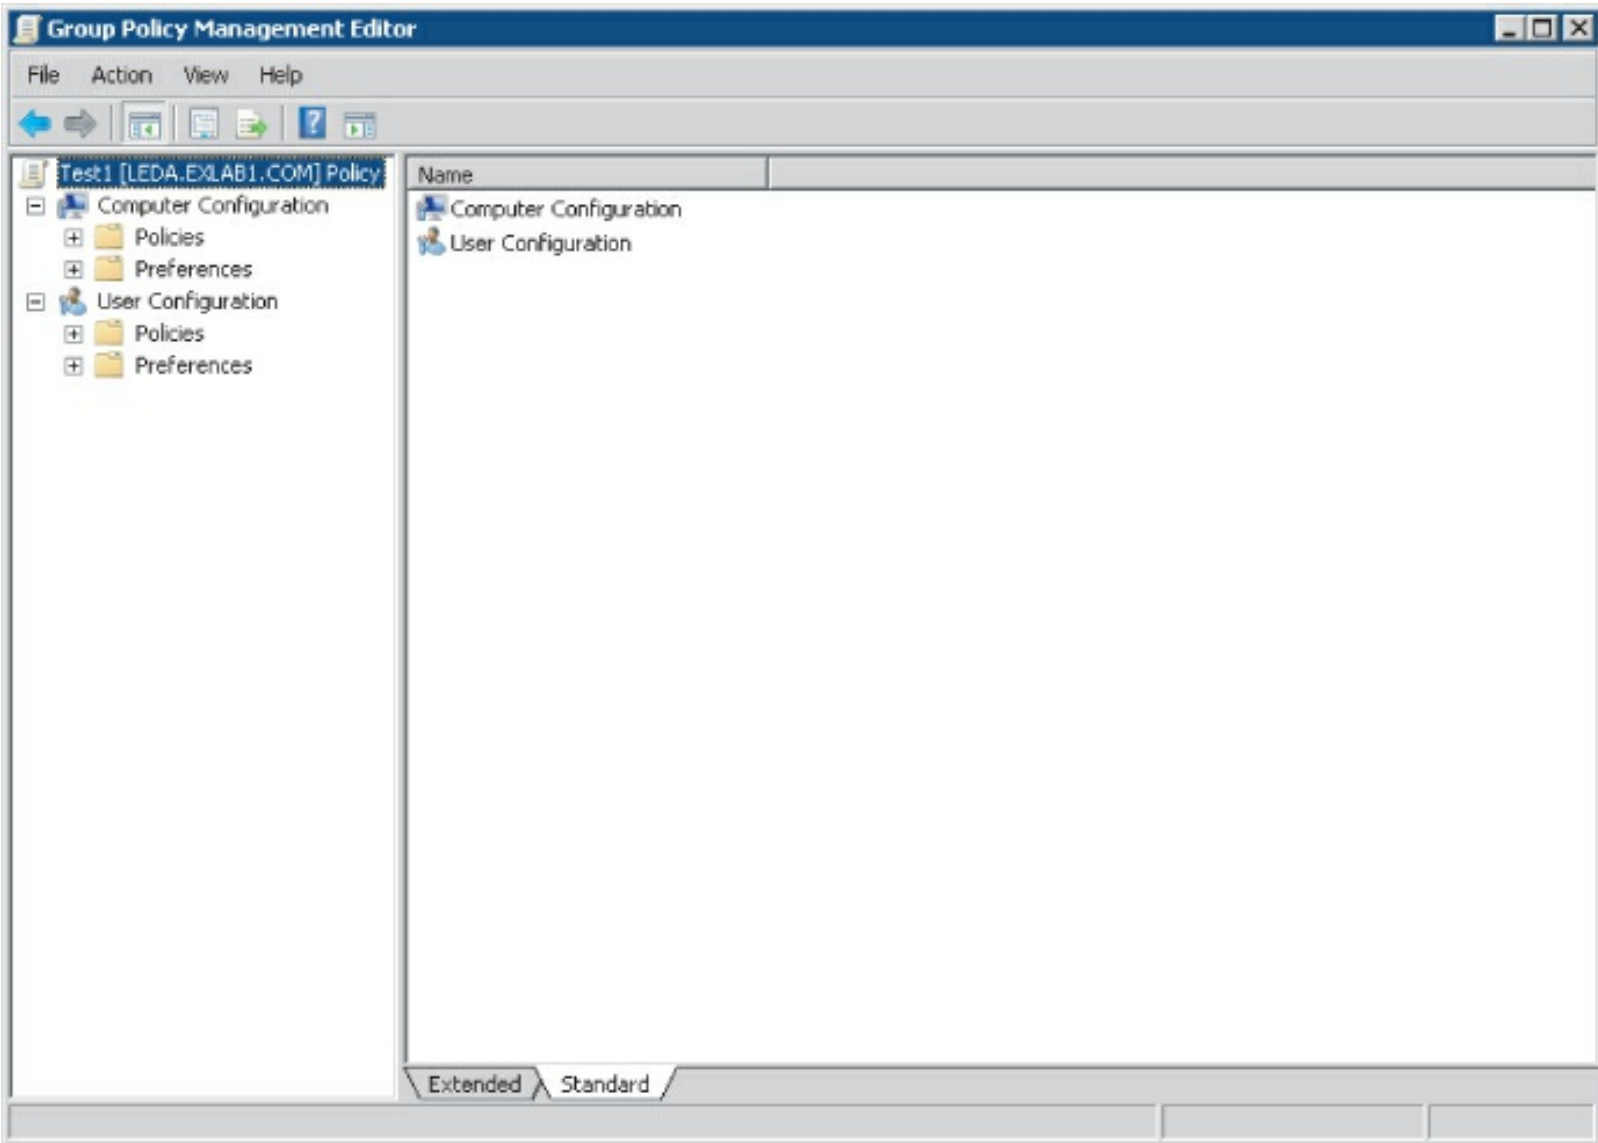 Group Policy Management Editor
File Action View Help
Test1 [LEDA.EXLAB1.COM] Policy
Computer Configuration
Policies
Preferences
User Configuration
Policies
Preferences
Name
Computer Configuration
User Configuration
Extended Standard